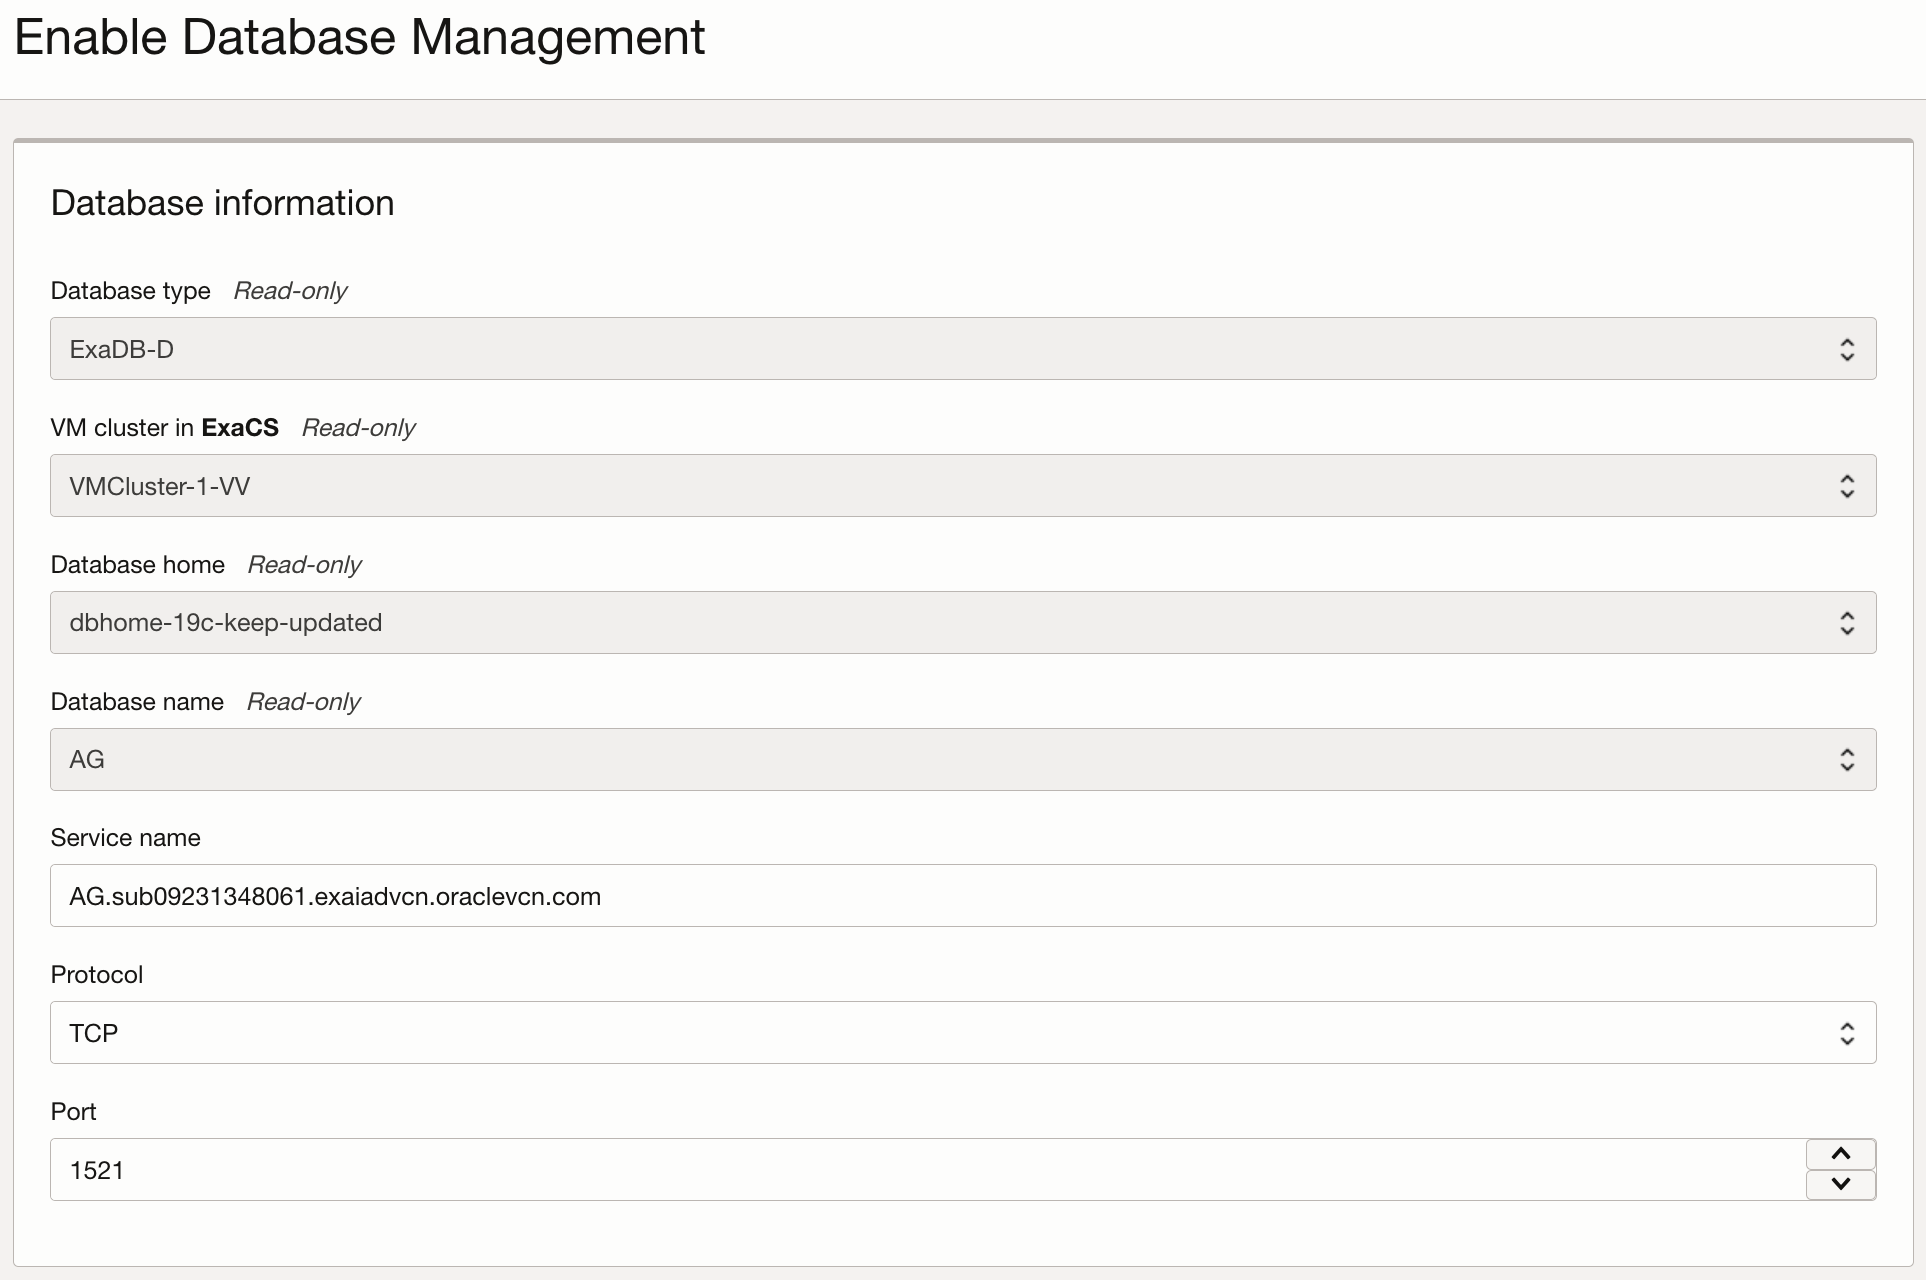 Enable Database Management
Database information
Database type Read-only
ExaDB-D
VM cluster in ExaCS Read-only
VMCluster-1-VV
Database home Read-only
dbhome-19c-keep-updated
Database name Read-only
AG
Service name
AG.sub09231348061.exaiadvcn.oraclevcn.com
Protocol
TCP
Port
1521